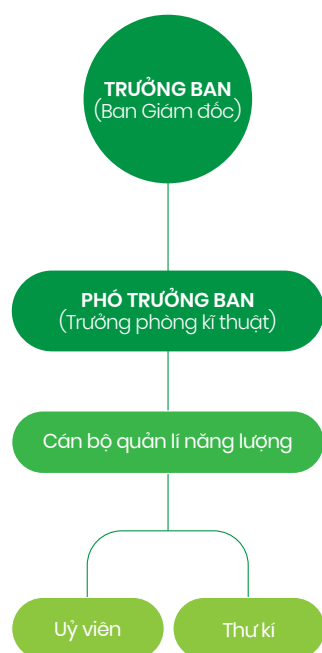 TRƯỞNG BAN
(Ban Giám đốc)
PHÓ TRƯỞNG BAN
(Trưởng phòng kĩ thuật)
Cán bộ quản lí năng lượng
Uỷ viên
Thư kí